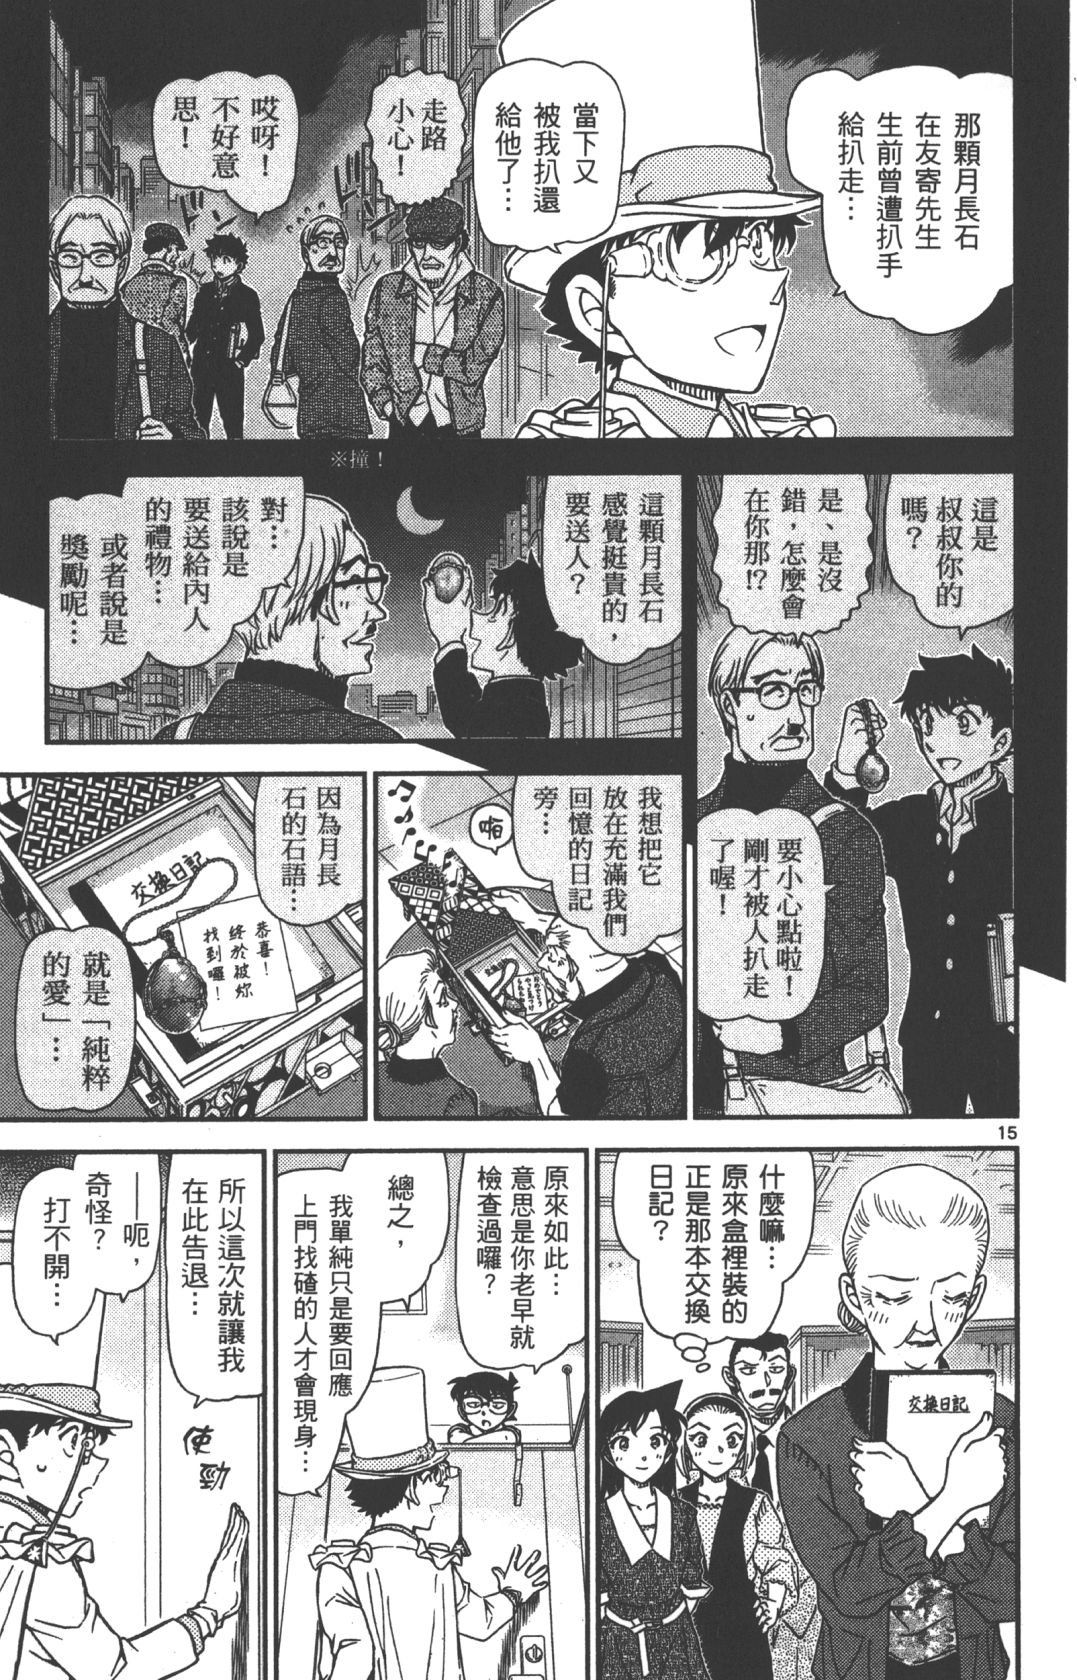 那顆月長石
在友寄先生
生前曾遭扒手
給扒走…
當下又
被我扒還
給他了…
走路
小心！
哎呀！
不好意
思！
ドン
ドン
※撞！
這是
叔叔你的
嗎？
是、是沒
錯，怎麼會
在你那!?
要小心點啦！
剛才被人扒走
了喔！
這顆月長石
感覺挺貴的，
要送人？
對…
該說是
要送給內人
的禮物…
或者說是
獎勵呢…
我想把它
放在充滿我們
回憶的日記
旁…
啪
因為月長
石的石語…
交換日記
恭喜！
終於被妳
找到囉！
就是「純粹
的愛」…
15
什麼嘛…
原來盒裡裝的
正是那本交換
日記？
交換日記
原來如此…
意思是你老早就
檢查過囉？
總之，
我單純只是要回應
上門找碴的人才會現身…
所以這次就讓我
在此告退…
——呃，
奇怪？
打不開…
使
勁